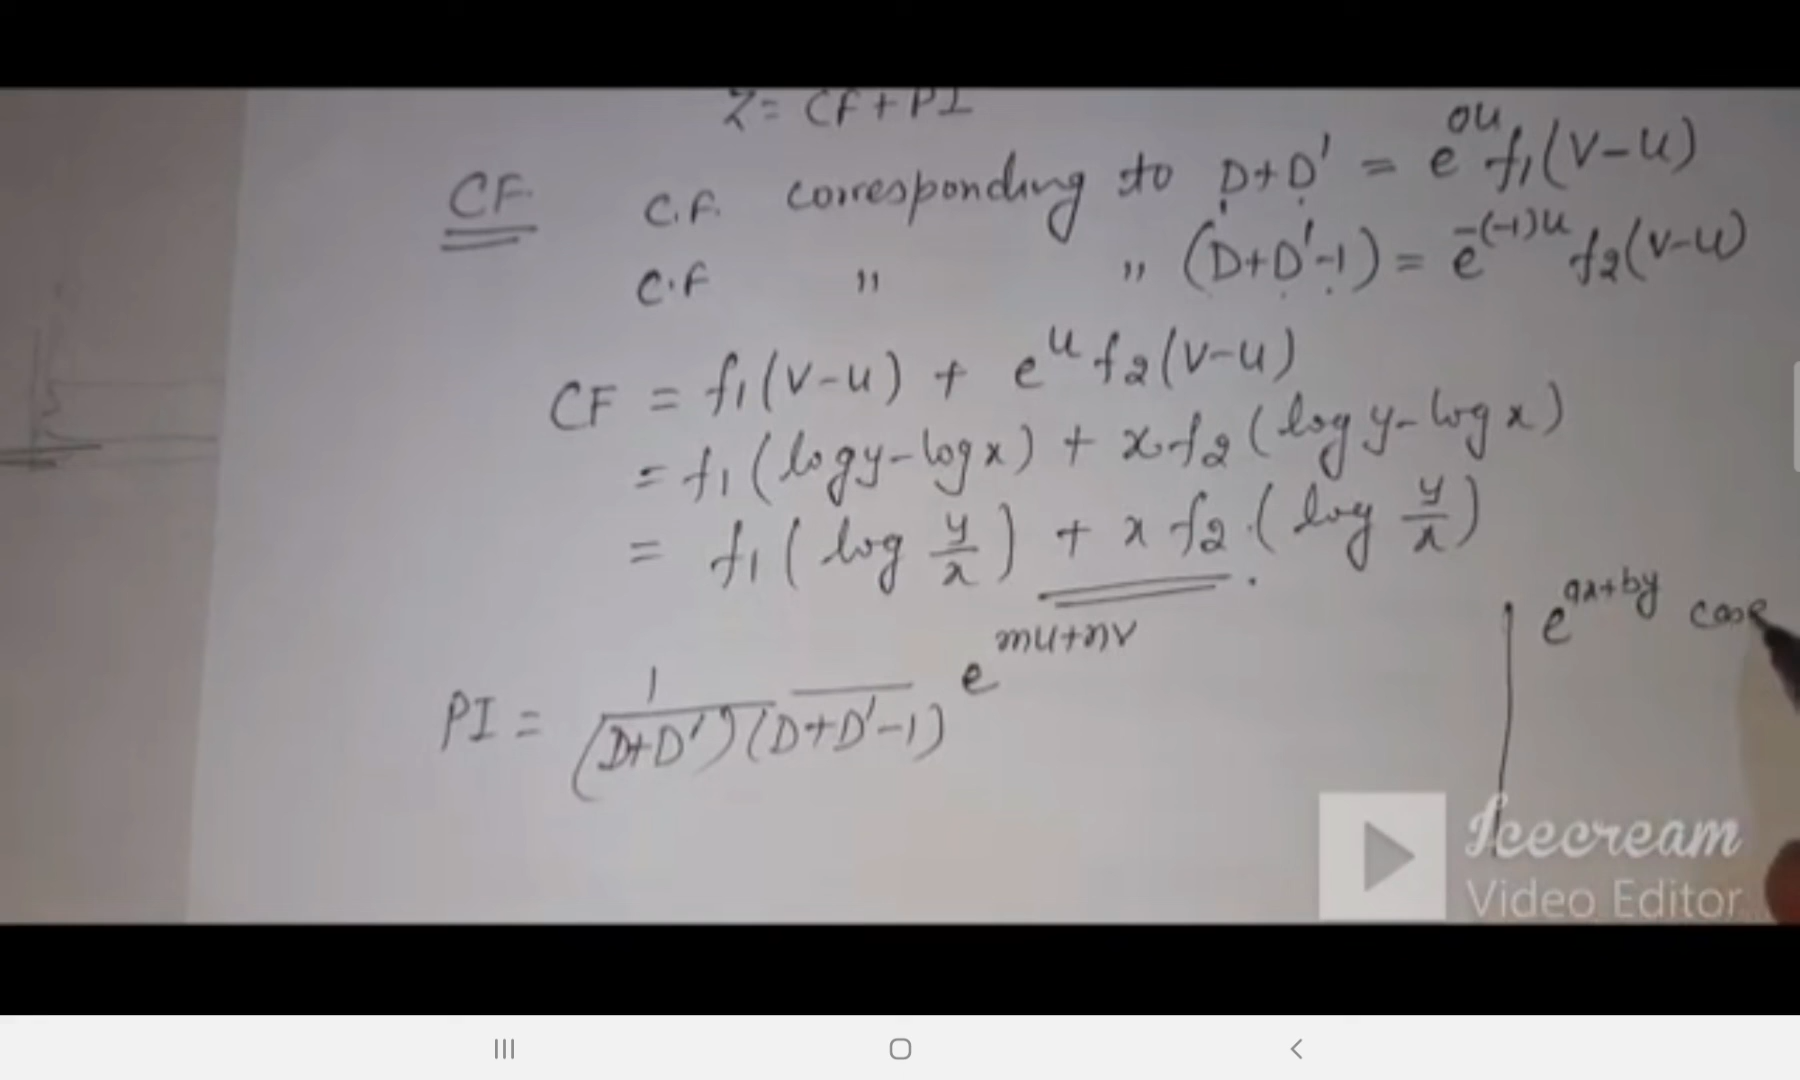 Z = CF + PI
CF. C.F. corresponding to D+D' = e^{0u} f₁(v-u)
C.F " " (D+D'-1) = e^{-(-1)u} f₂(v-u)
CF = f₁(v-u) + e^u f₂(v-u)
= f₁(log y - log x) + x f₂(log y - log x)
= f₁(log y/x) + x f₂(log y/x)
PI = 1/(D+D')(D+D'-1) e^{mu+nv}
e^{ax+by} case
Icecream
Video Editor